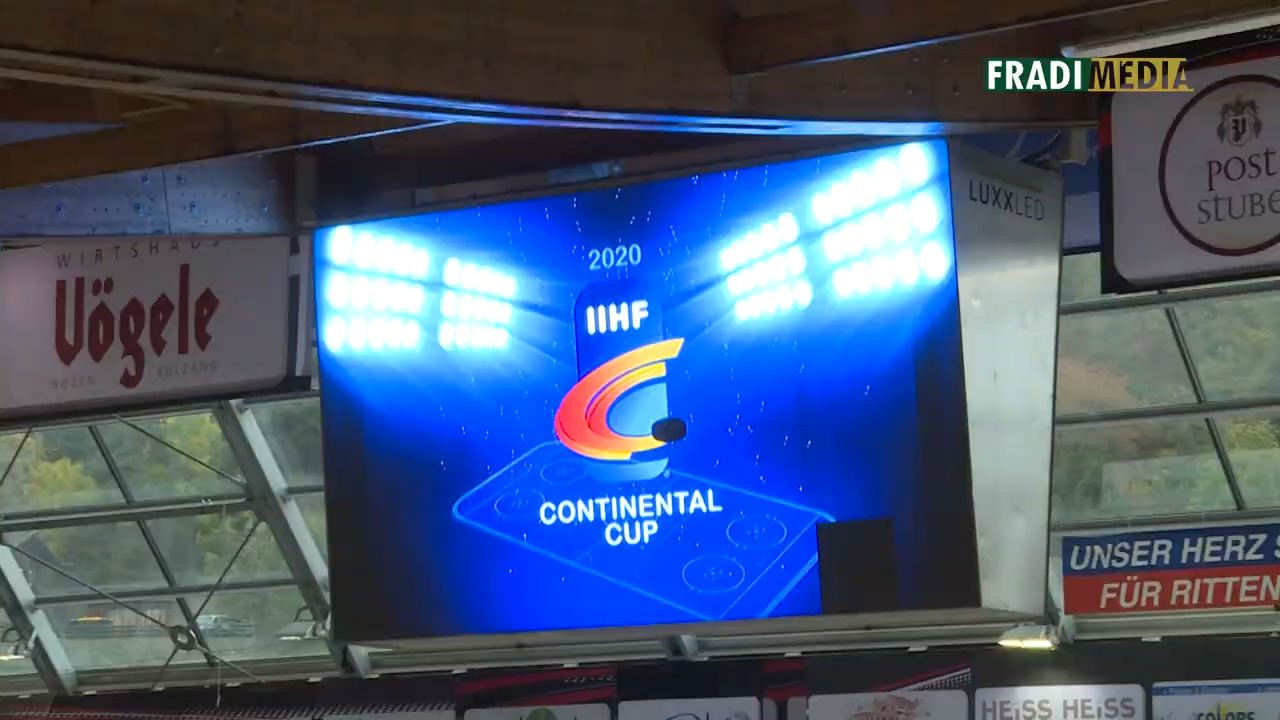 FRADI MEDIA
POST
STUBE
LUXXLED
WIRTSHAUS
Vögele
BOZEN BOLZANO
2020
IIHF
CONTINENTAL
CUP
UNSER HERZ
FÜR RITTEN
HEISS HEISS